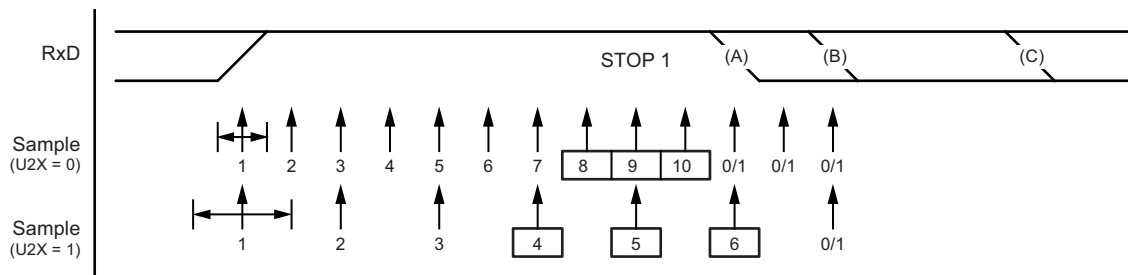 RxD STOP 1 (A) (B) (C)
Sample
(U2X = 0)
1 2 3 4 5 6 7 8 9 10 0/1 0/1 0/1
Sample
(U2X = 1)
1 2 3 4 5 6 0/1